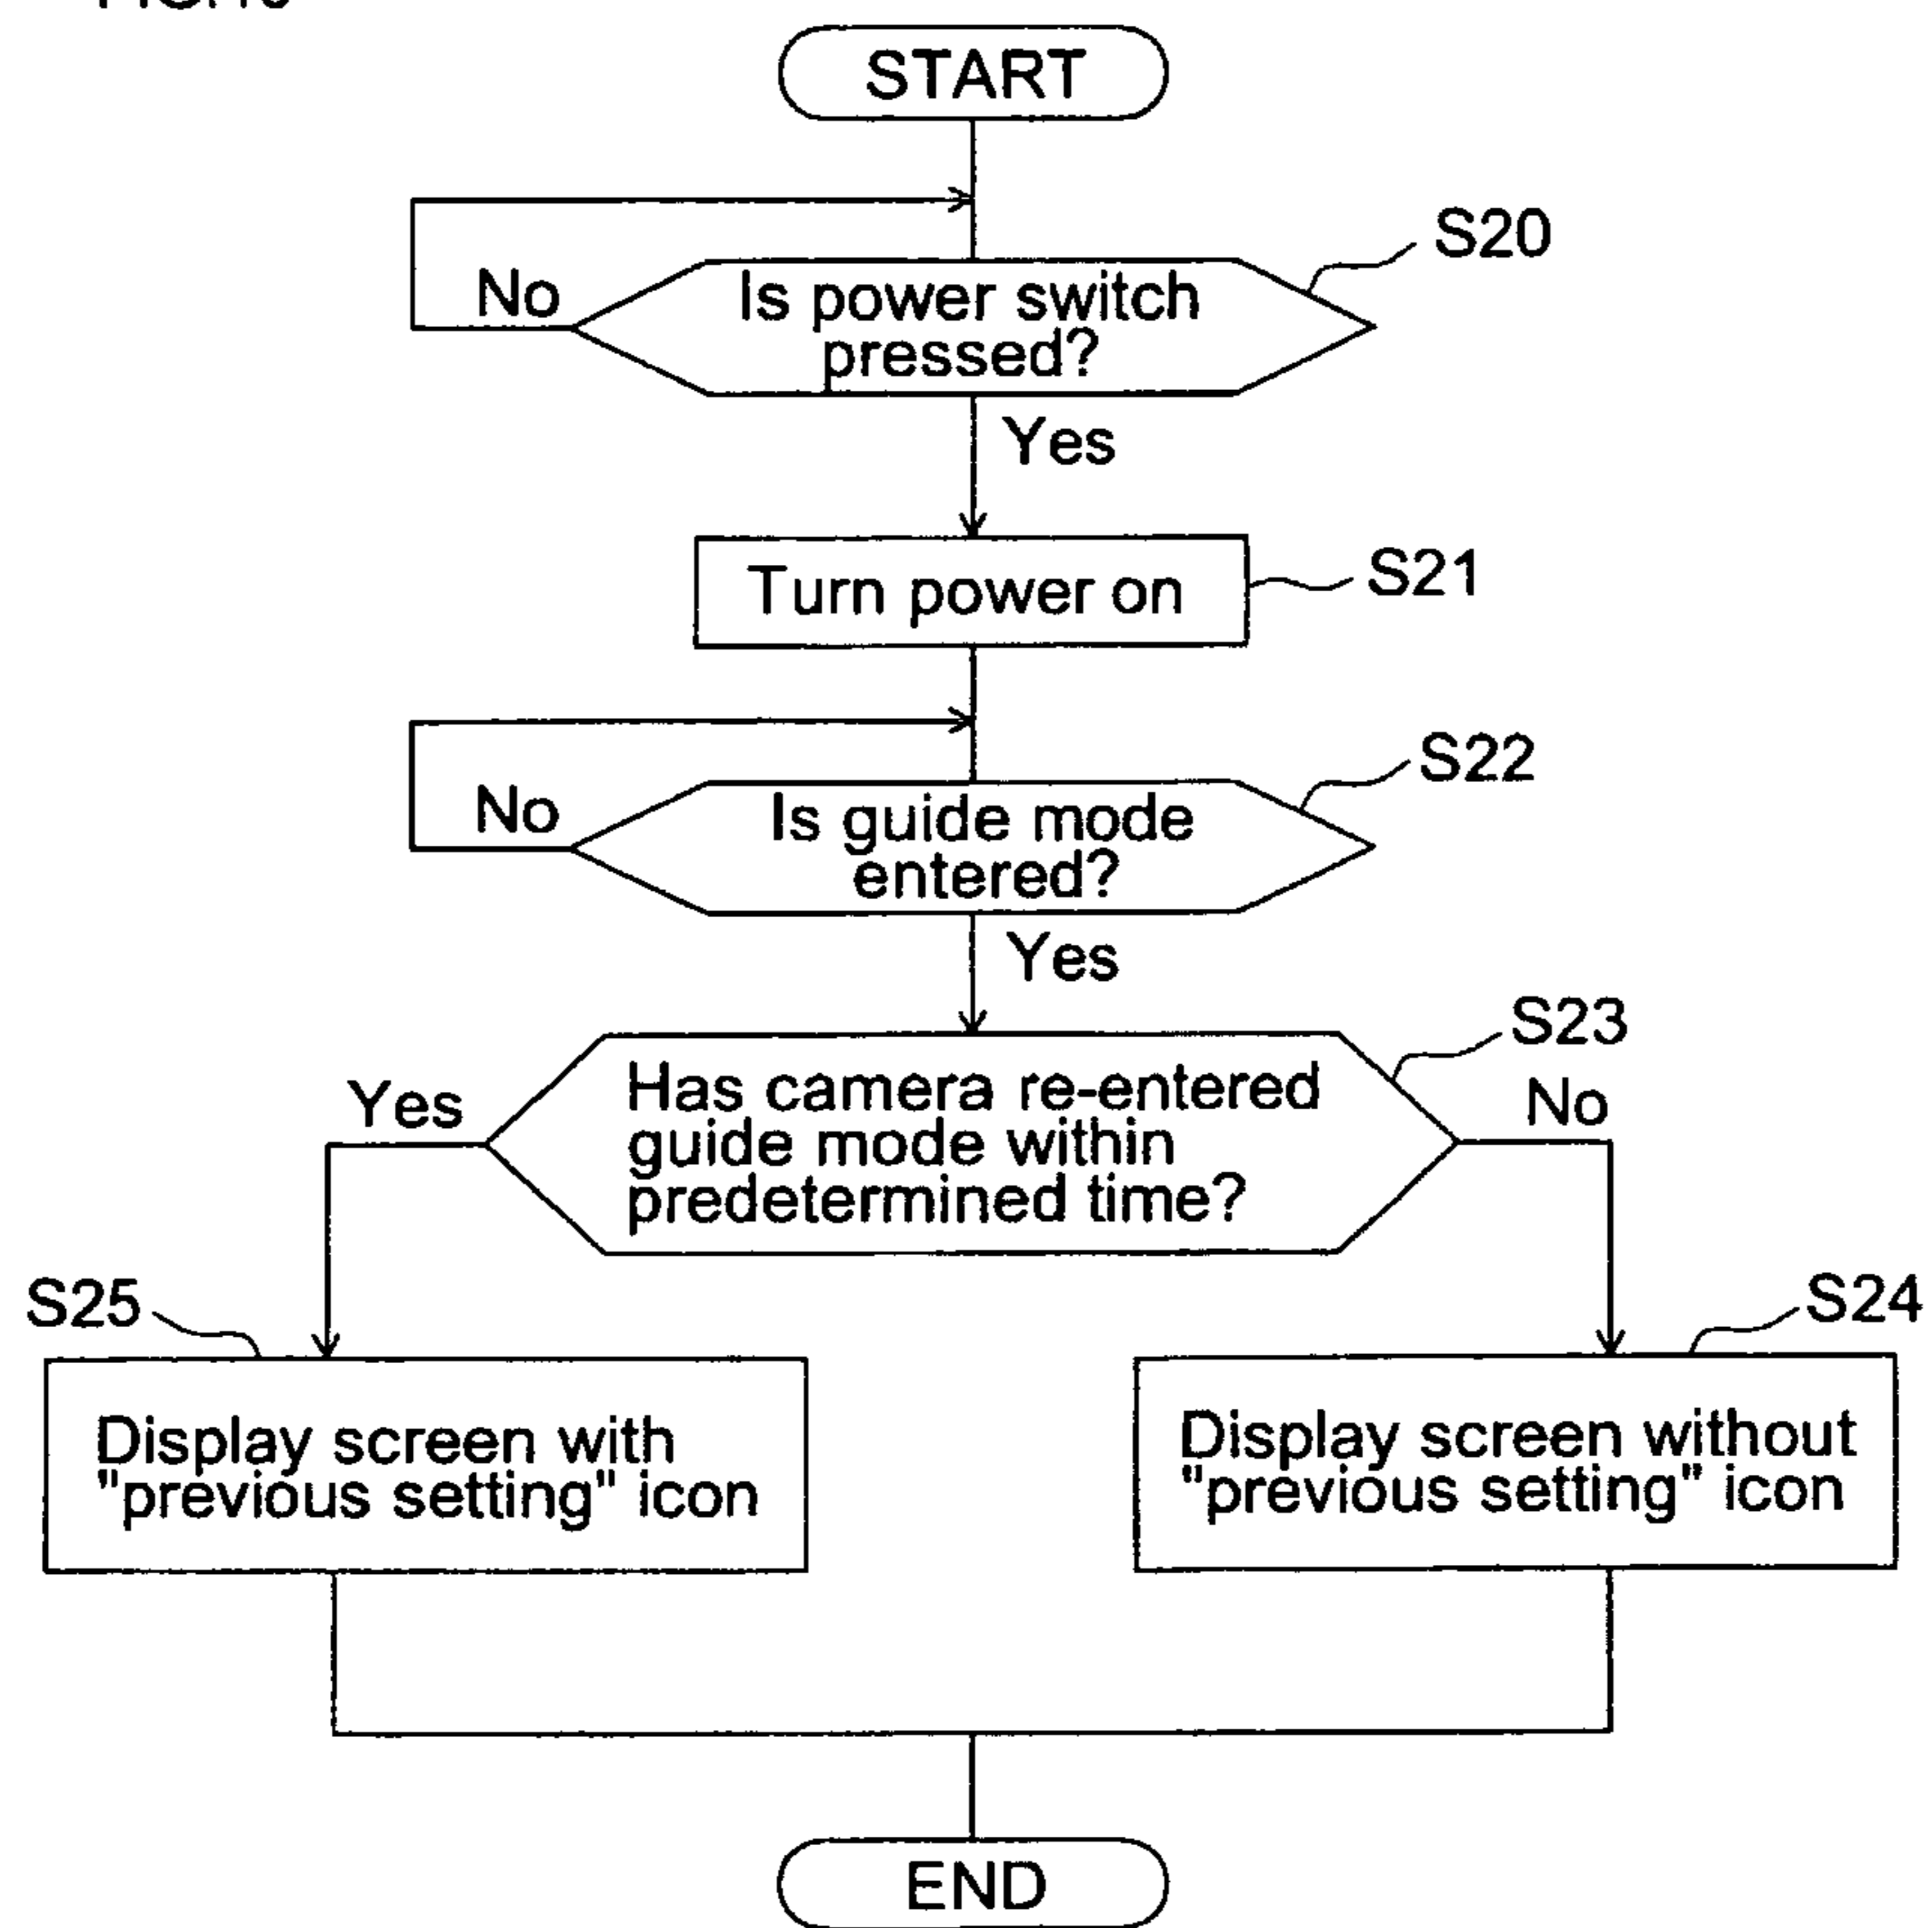 START
S20
No
Is power switch
pressed?
Yes
Turn power on
S21
S22
No
Is guide mode
entered?
Yes
S23
Yes
Has camera re-entered
guide mode within
predetermined time?
No
S25
S24
Display screen with
"previous setting" icon
Display screen without
"previous setting" icon
END